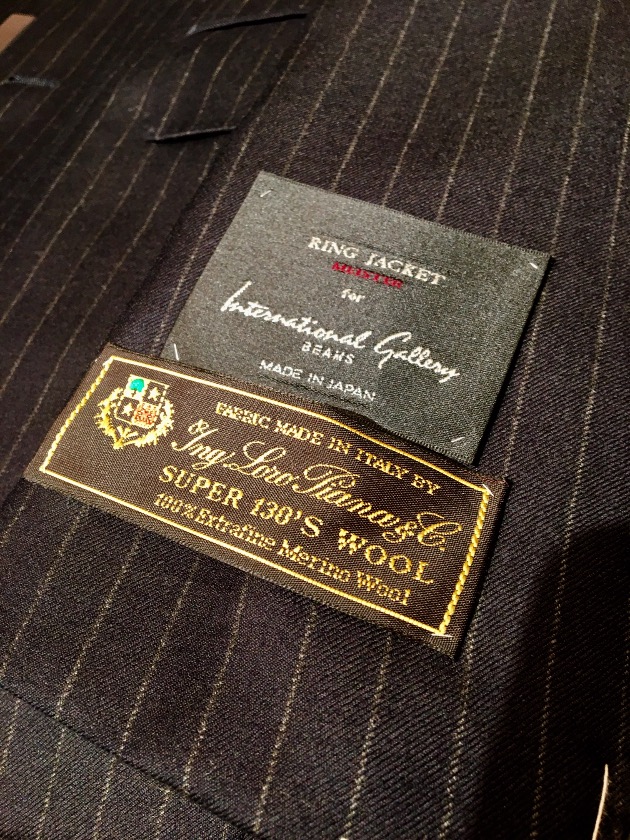 RING JACKET
MEISTER
for
International Gallery
BEAMS
MADE IN JAPAN
FABRIC MADE IN ITALY BY
Ing. Loro Piana & C.
SUPER 130'S WOOL
100% Extrafine Merino Wool